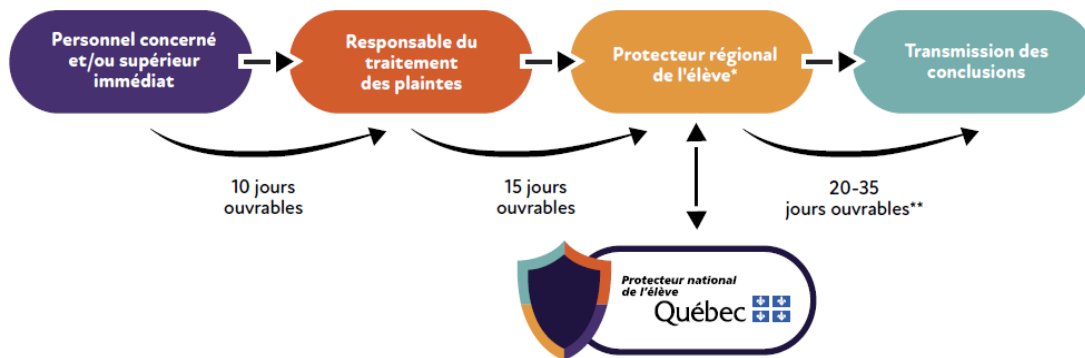 Personnel concerné
et/ou supérieur
immédiat
Responsable du
traitement
des plaintes
Protecteur régional
de l'élève*
Transmission des
conclusions
10 jours
ouvrables
15 jours
ouvrables
20-35
jours ouvrables**
Protecteur national
de l'élève
Québec